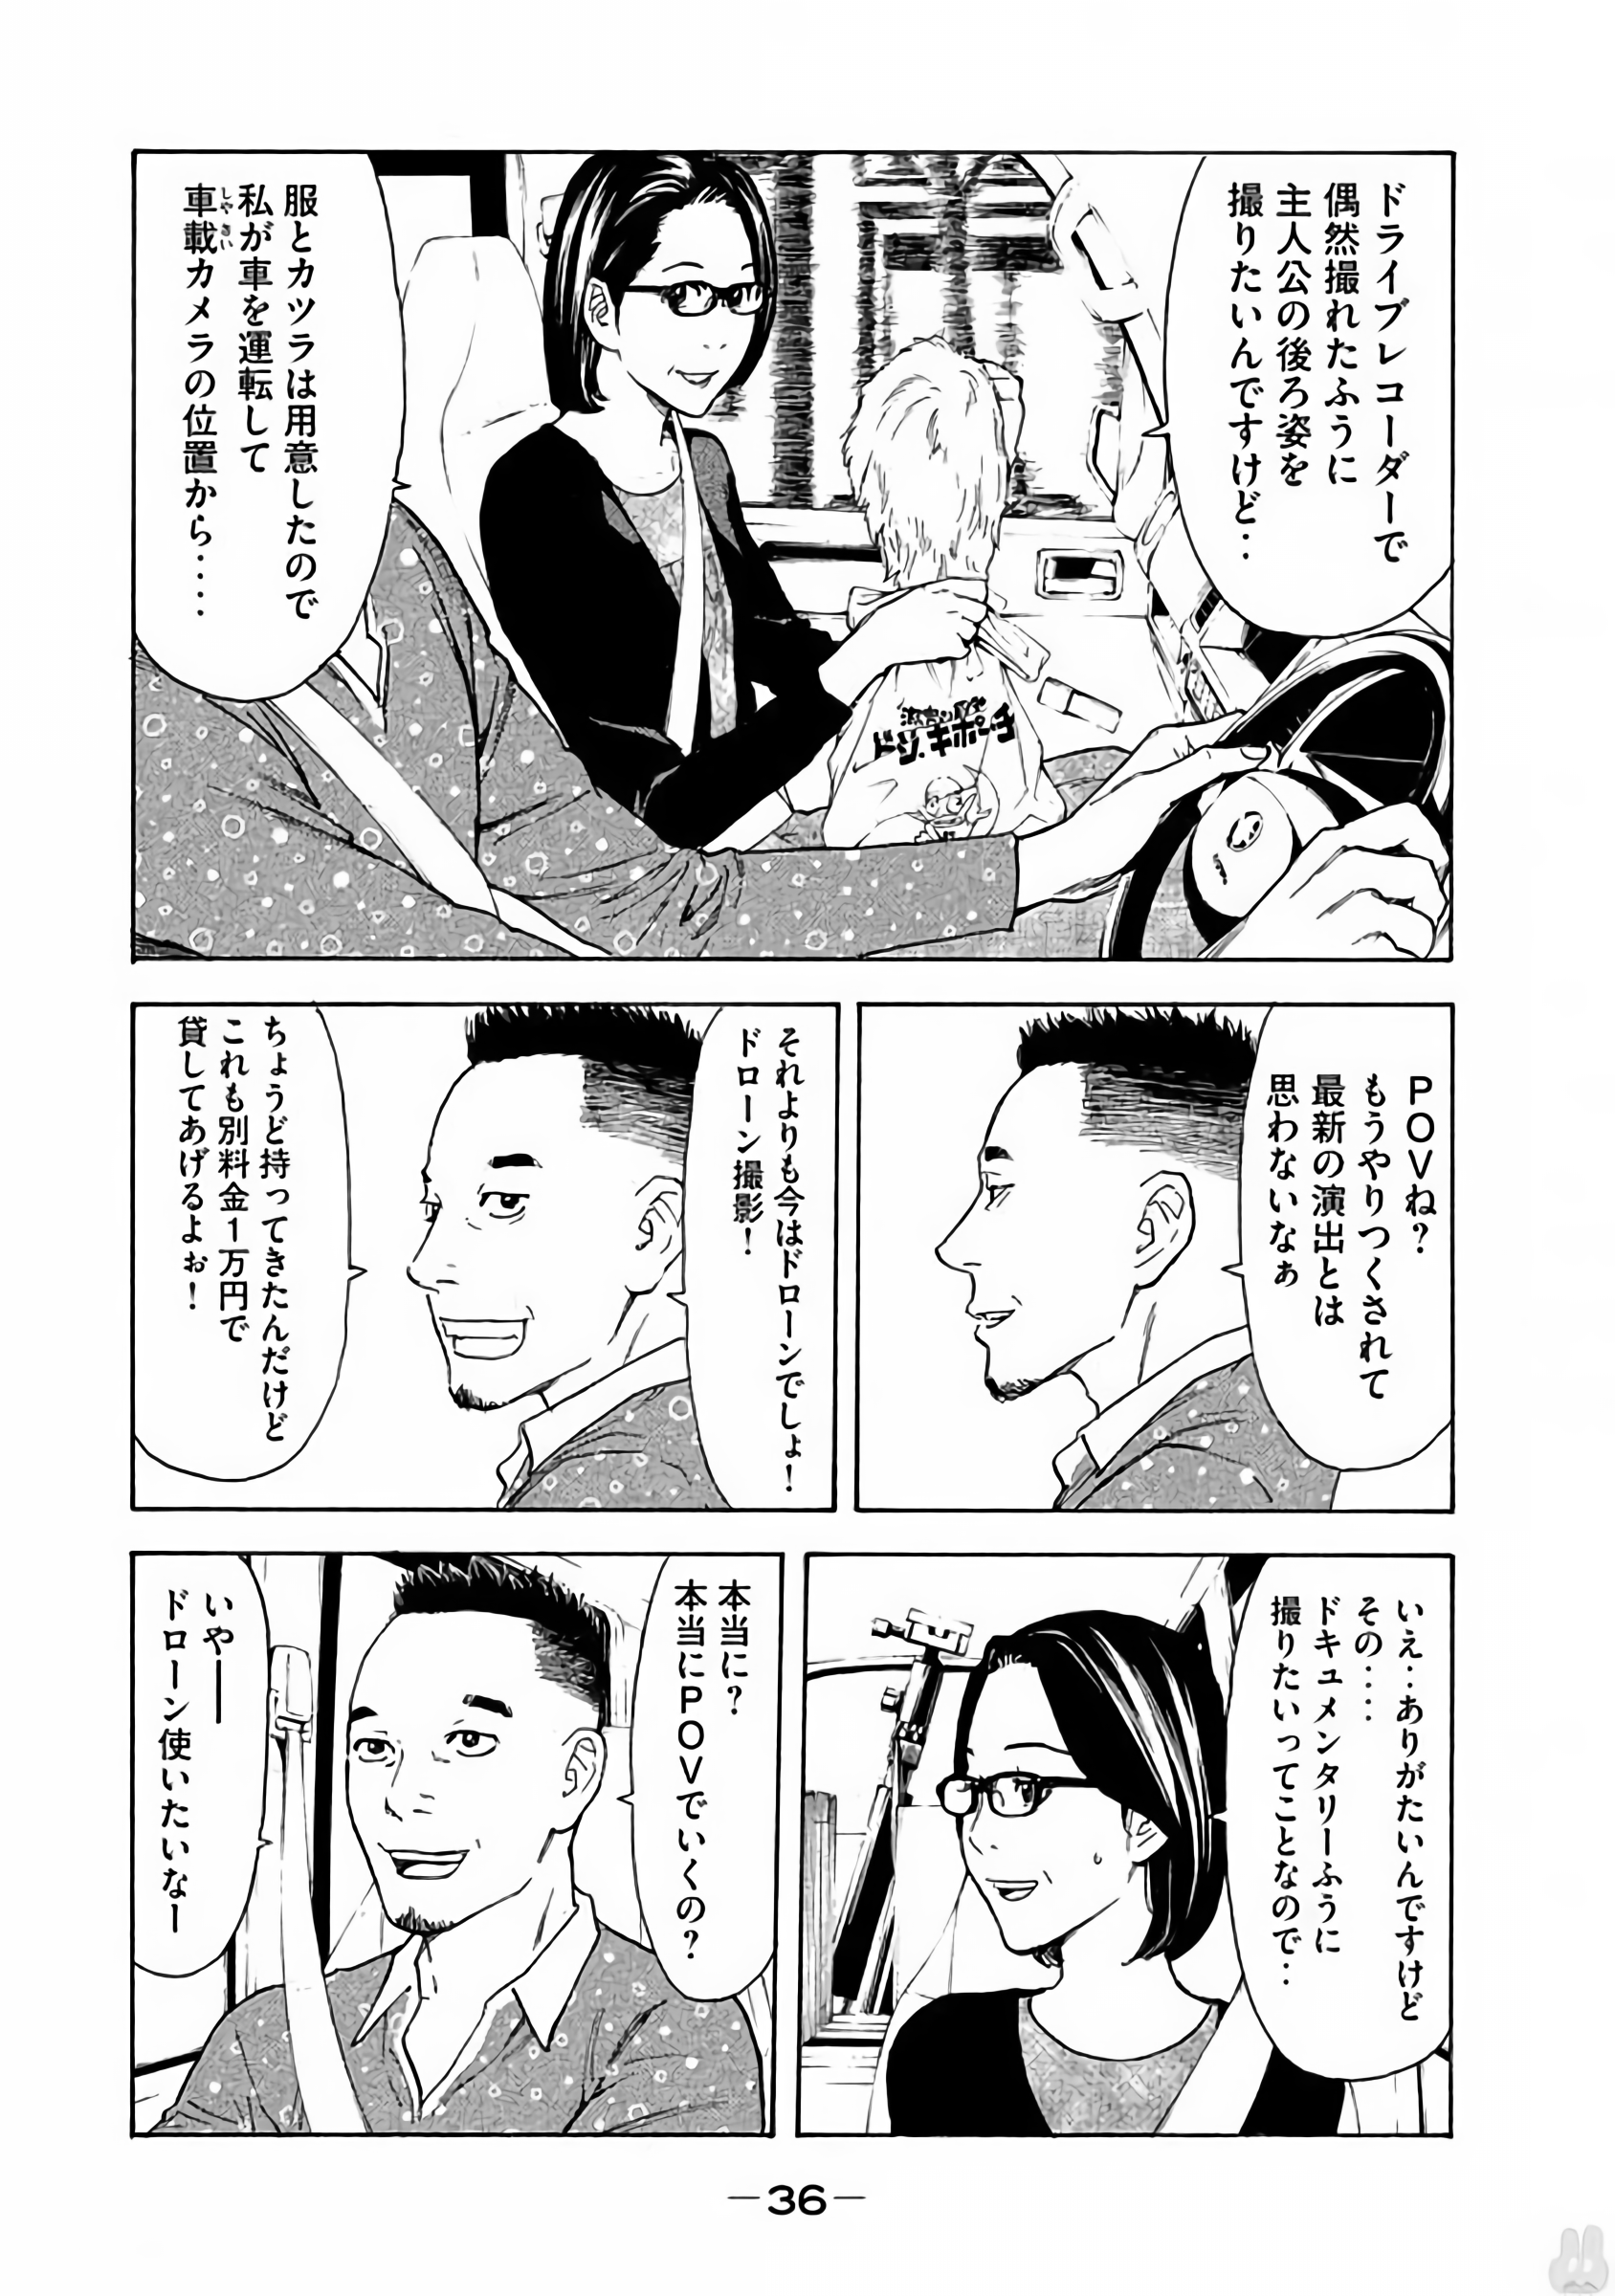 ドライブレコーダーで
偶然撮れたふうに
主人公の後ろ姿を
撮りたいんですけど‥
服とカツラは用意したので
私が車を運転して
車載カメラの位置から‥‥
しゃさい
ドン・キホーテ
POVね?
もうやりつくされて
最新の演出とは
思わないなぁ
それよりも今はドローンでしょ!
ドローン撮影!
ちょうど持ってきたんだけど
これも別料金1万円で
貸してあげるよぉ!
いえ‥ありがたいんですけど
その‥‥
ドキュメンタリーふうに
撮りたいってことなので‥
本当に?
本当にPOVでいくの?
いや――
ドローン使いたいなー
—36—